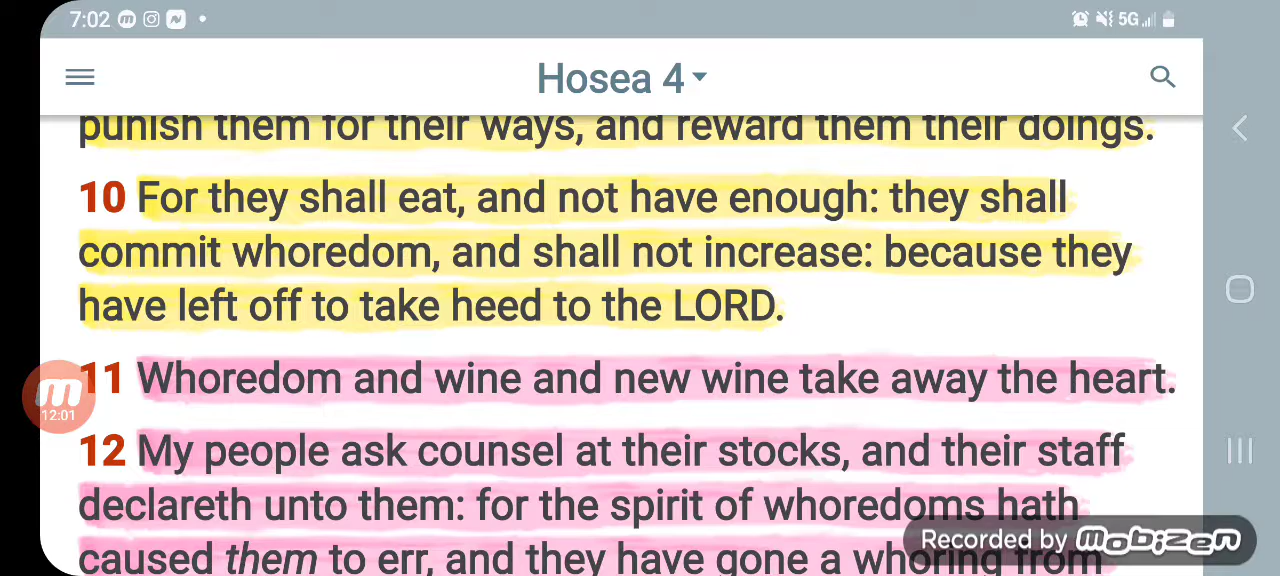 7:02 5G
Hosea 4
punish them for their ways, and reward them their doings.
10 For they shall eat, and not have enough: they shall
commit whoredom, and shall not increase: because they
have left off to take heed to the LORD.
11 Whoredom and wine and new wine take away the heart.
m
12:01
12 My people ask counsel at their stocks, and their staff
declareth unto them: for the spirit of whoredoms hath
caused them to err, and they have gone a whoring from
Recorded by mobizen